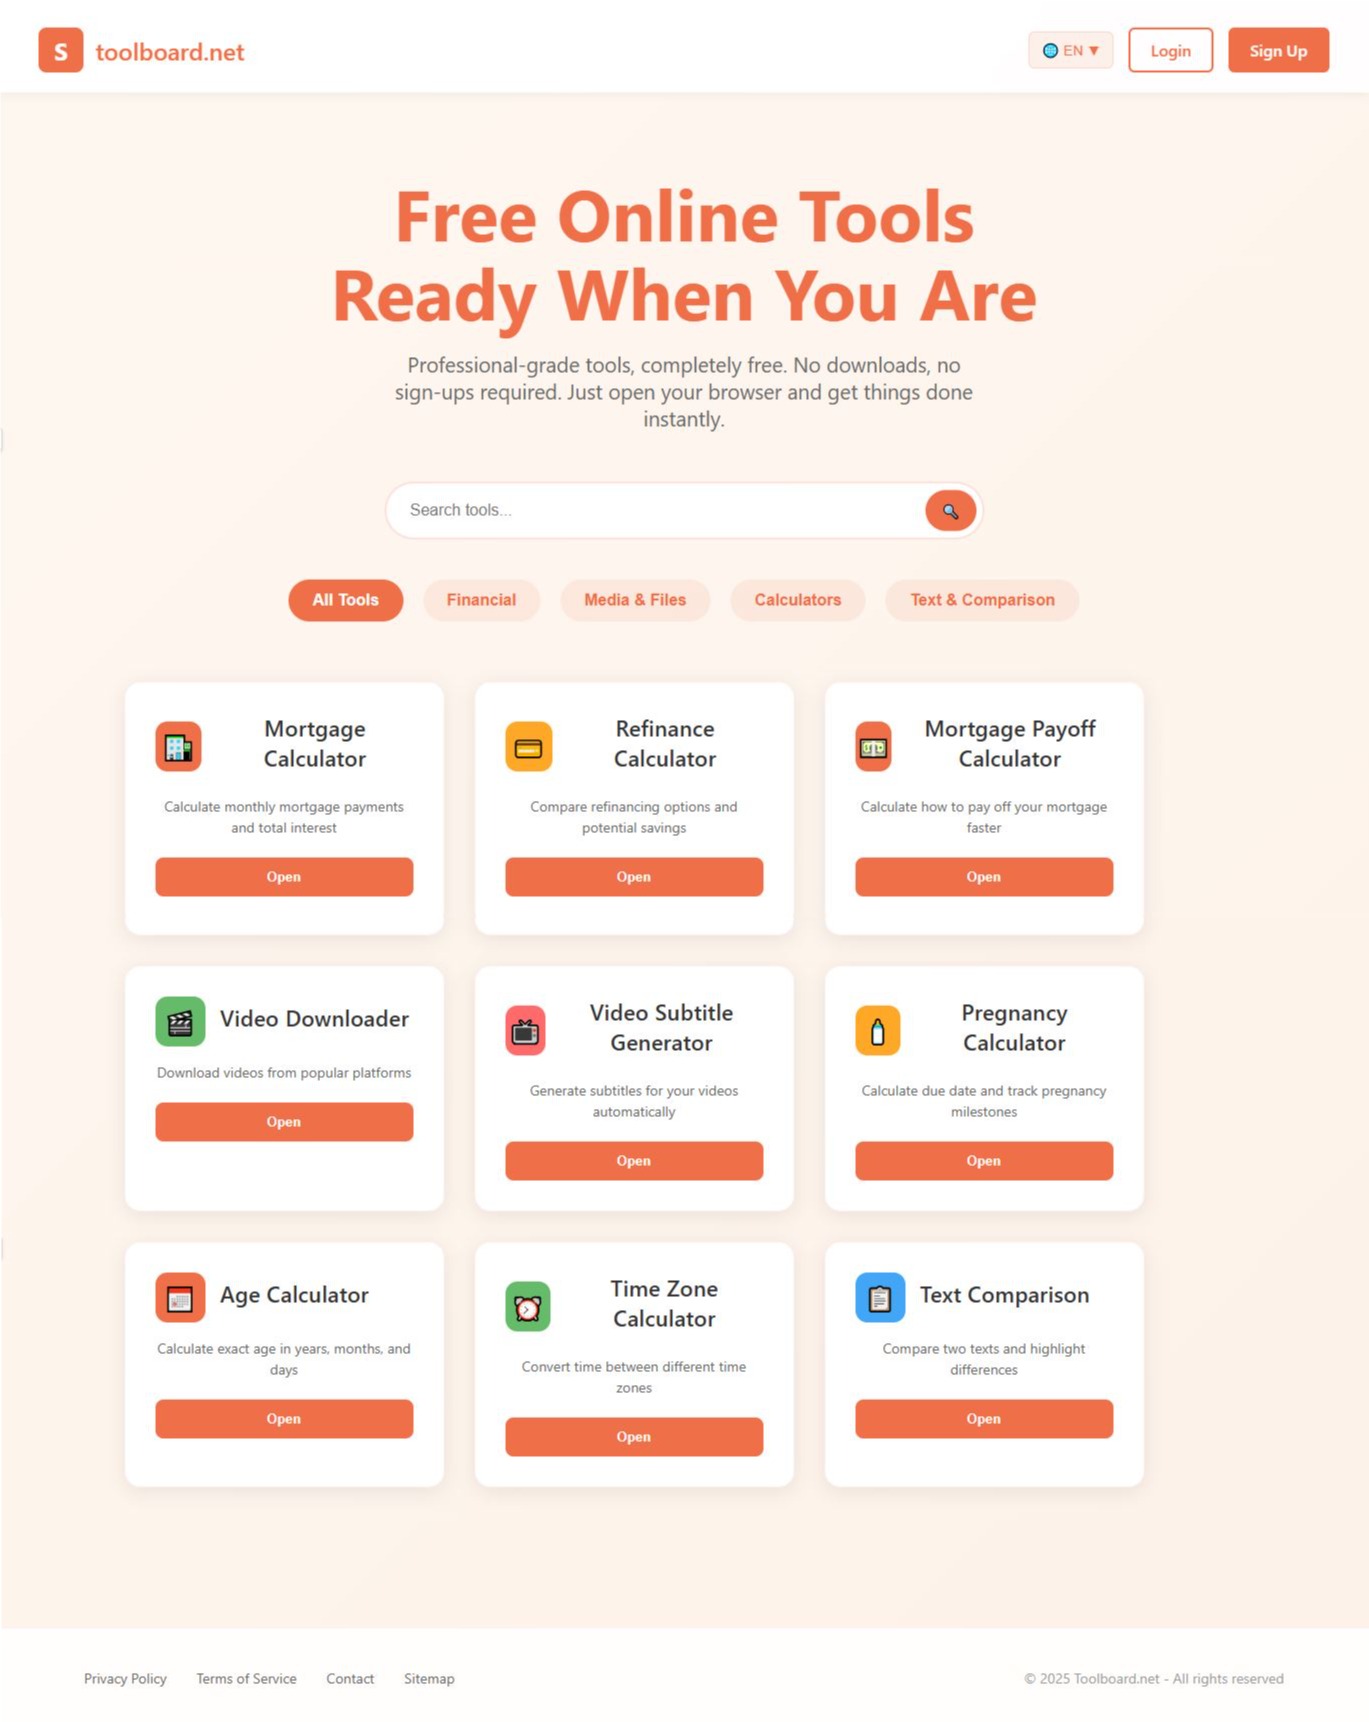 S toolboard.net
EN ▼
Login
Sign Up
Free Online Tools
Ready When You Are
Professional-grade tools, completely free. No downloads, no
sign-ups required. Just open your browser and get things done
instantly.
Search tools...
All Tools
Financial
Media & Files
Calculators
Text & Comparison
Mortgage
Calculator
Calculate monthly mortgage payments
and total interest
Open
Refinance
Calculator
Compare refinancing options and
potential savings
Open
Mortgage Payoff
Calculator
Calculate how to pay off your mortgage
faster
Open
Video Downloader
Download videos from popular platforms
Open
Video Subtitle
Generator
Generate subtitles for your videos
automatically
Open
Pregnancy
Calculator
Calculate due date and track pregnancy
milestones
Open
Age Calculator
Calculate exact age in years, months, and
days
Open
Time Zone
Calculator
Convert time between different time
zones
Open
Text Comparison
Compare two texts and highlight
differences
Open
Privacy Policy
Terms of Service
Contact
Sitemap
© 2025 Toolboard.net - All rights reserved